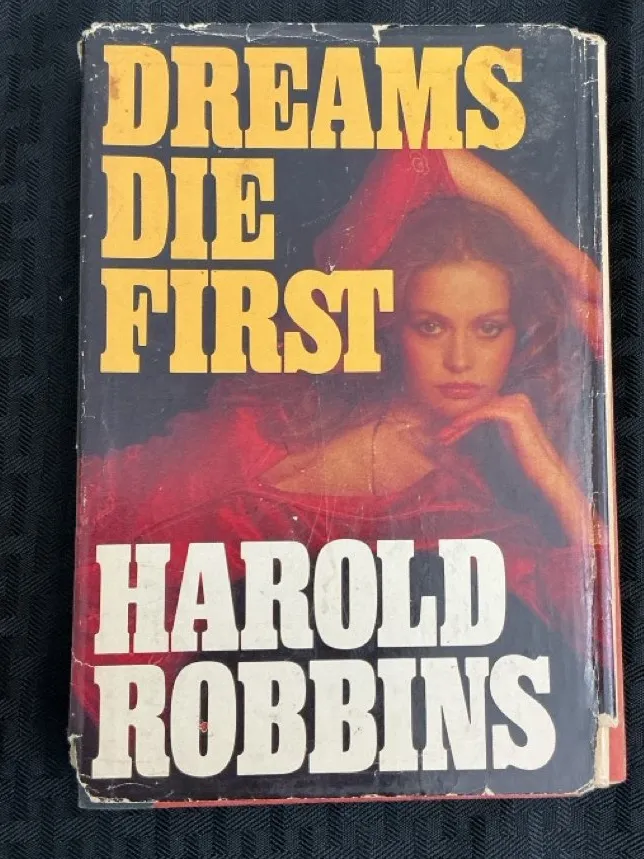 DREAMS
DIE
FIRST
HAROLD
ROBBINS